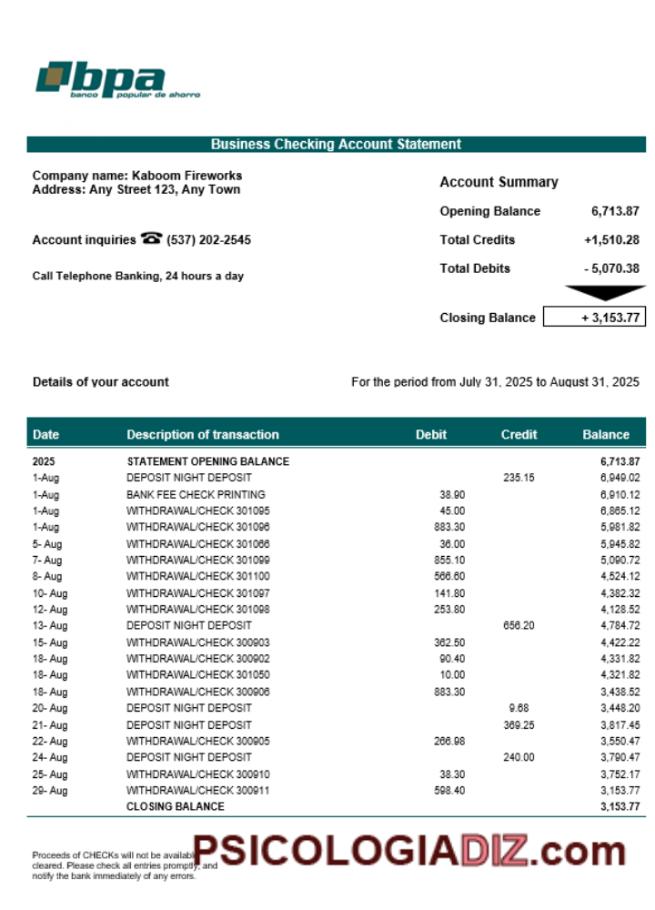 bpa
banco popular de ahorro
Business Checking Account Statement
Company name: Kaboom Fireworks
Address: Any Street 123, Any Town
Account inquiries ☎ (537) 202-2545
Call Telephone Banking, 24 hours a day
Account Summary
Opening Balance 6,713.87
Total Credits +1,510.28
Total Debits - 5,070.38
Closing Balance + 3,153.77
Details of your account For the period from July 31, 2025 to August 31, 2025
Date Description of transaction Debit Credit Balance
2025 STATEMENT OPENING BALANCE 6,713.87
1-Aug DEPOSIT NIGHT DEPOSIT 235.15 6,949.02
1-Aug BANK FEE CHECK PRINTING 38.90 6,910.12
1-Aug WITHDRAWAL/CHECK 301095 45.00 6,865.12
1-Aug WITHDRAWAL/CHECK 301096 883.30 5,981.82
5- Aug WITHDRAWAL/CHECK 301066 36.00 5,945.82
7- Aug WITHDRAWAL/CHECK 301099 855.10 5,090.72
8- Aug WITHDRAWAL/CHECK 301100 566.60 4,524.12
10- Aug WITHDRAWAL/CHECK 301097 141.80 4,382.32
12- Aug WITHDRAWAL/CHECK 301098 253.80 4,128.52
13- Aug DEPOSIT NIGHT DEPOSIT 656.20 4,784.72
15- Aug WITHDRAWAL/CHECK 300903 362.50 4,422.22
18- Aug WITHDRAWAL/CHECK 300902 90.40 4,331.82
18- Aug WITHDRAWAL/CHECK 301050 10.00 4,321.82
18- Aug WITHDRAWAL/CHECK 300906 883.30 3,438.52
20- Aug DEPOSIT NIGHT DEPOSIT 9.68 3,448.20
21- Aug DEPOSIT NIGHT DEPOSIT 369.25 3,817.45
22- Aug WITHDRAWAL/CHECK 300905 266.98 3,550.47
24- Aug DEPOSIT NIGHT DEPOSIT 240.00 3,790.47
25- Aug WITHDRAWAL/CHECK 300910 38.30 3,752.17
29- Aug WITHDRAWAL/CHECK 300911 598.40 3,153.77
CLOSING BALANCE 3,153.77
Proceeds of CHECKs will not be available
cleared. Please check all entries promptly, and
notify the bank immediately of any errors.
PSICOLOGIADIZ.com